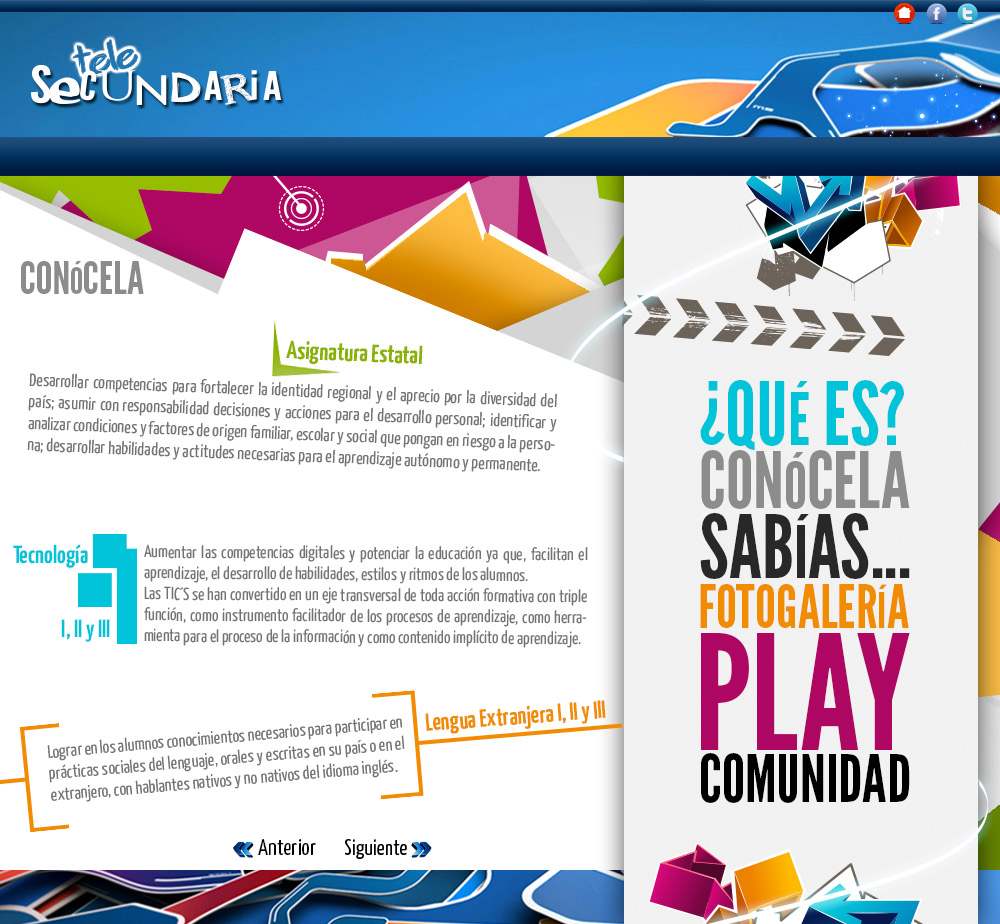 tele
SeCUNDARiA
CONÓCELA
Asignatura Estatal
Desarrollar competencias para fortalecer la identidad regional y el aprecio por la diversidad del
país; asumir con responsabilidad decisiones y acciones para el desarrollo personal; identificar y
analizar condiciones y factores de origen familiar, escolar y social que pongan en riesgo a la perso-
na; desarrollar habilidades y actitudes necesarias para el aprendizaje autónomo y permanente.
Tecnología
I, II y III
Aumentar las competencias digitales y potenciar la educación ya que, facilitan el
aprendizaje, el desarrollo de habilidades, estilos y ritmos de los alumnos.
Las TIC´S se han convertido en un eje transversal de toda acción formativa con triple
función, como instrumento facilitador de los procesos de aprendizaje, como herra-
mienta para el proceso de la información y como contenido implícito de aprendizaje.
Lengua Extranjera I, II y III
Lograr en los alumnos conocimientos necesarios para participar en
prácticas sociales del lenguaje, orales y escritas en su país o en el
extranjero, con hablantes nativos y no nativos del idioma inglés.
Anterior Siguiente
¿QUÉ ES?
CONÓCELA
SABÍAS...
FOTOGALERÍA
PLAY
COMUNIDAD